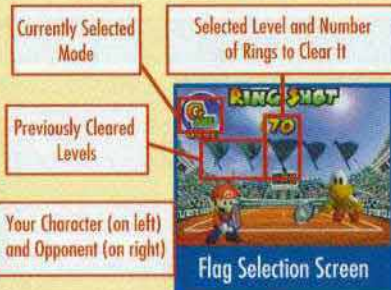 Currently Selected
Mode
Selected Level and Number
of Rings to Clear It
RING SHOT
70
Previously Cleared
Levels
Your Character (on left)
and Opponent (on right)
Flag Selection Screen